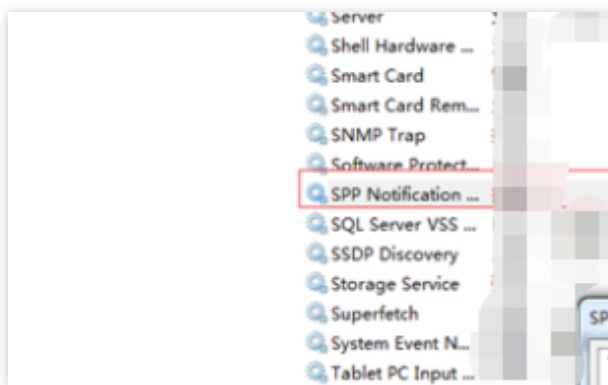 Server
Shell Hardware ...
Smart Card
Smart Card Rem...
SNMP Trap
Software Protect...
SPP Notification ...
SQL Server VSS ...
SSDP Discovery
Storage Service
Superfetch
System Event N...
Tablet PC Input ...
SP